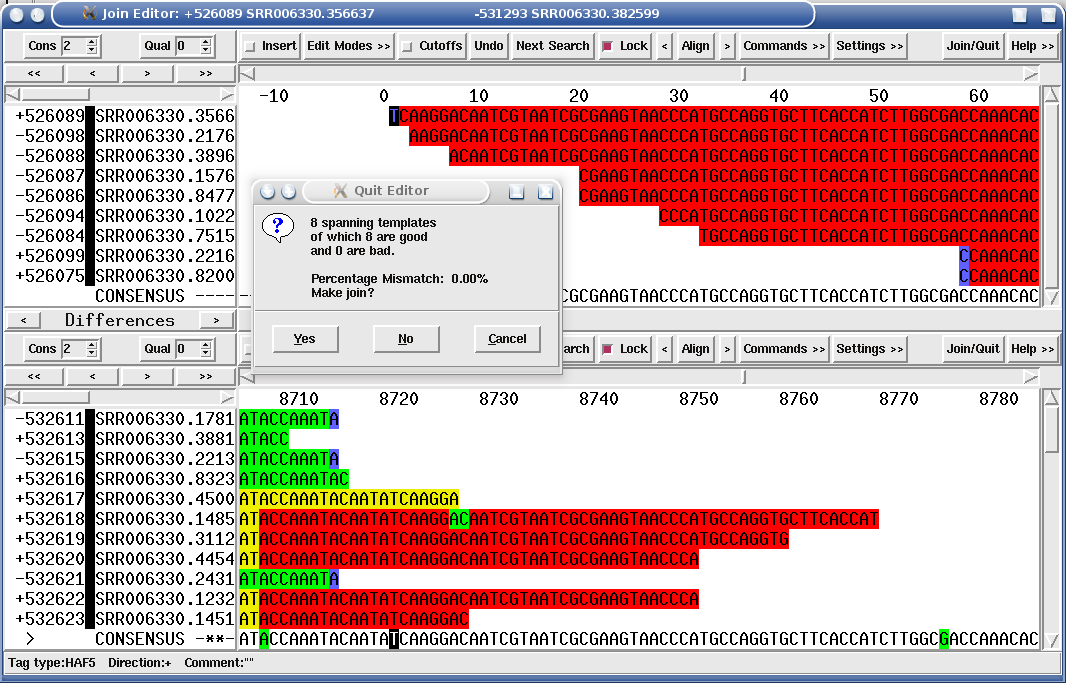 Join Editor: +526089 SRR006330.356637 -531293 SRR006330.382599
Cons 2 Qual 0 Insert Edit Modes >> Cutoffs Undo Next Search Lock < Align > Commands >> Settings >> Join/Quit Help >>
<< < > >>
-10 0 10 20 30 40 50 60
+526089 SRR006330.3566 TCAAGGACAATCGTAATCGCGAAGTAACCCATGCCAGGTGCTTCACCATCTTGGCGACCAAACAC
-526098 SRR006330.2176 AAGGACAATCGTAATCGCGAAGTAACCCATGCCAGGTGCTTCACCATCTTGGCGACCAAACAC
-526088 SRR006330.3896 ACAATCGTAATCGCGAAGTAACCCATGCCAGGTGCTTCACCATCTTGGCGACCAAACAC
-526087 SRR006330.1576 CGAAGTAACCCATGCCAGGTGCTTCACCATCTTGGCGACCAAACAC
-526086 SRR006330.8477 CGAAGTAACCCATGCCAGGTGCTTCACCATCTTGGCGACCAAACAC
-526094 SRR006330.1022 CCCATGCCAGGTGCTTCACCATCTTGGCGACCAAACAC
-526084 SRR006330.7515 TGCCAGGTGCTTCACCATCTTGGCGACCAAACAC
+526099 SRR006330.2216 CCAAACAC
+526075 SRR006330.8200 CCAAACAC
CONSENSUS ---- CGCGAAGTAACCCATGCCAGGTGCTTCACCATCTTGGCGACCAAACAC
Quit Editor
8 spanning templates
of which 8 are good
and 0 are bad.
Percentage Mismatch: 0.00%
Make join?
Yes No Cancel
< Differences >
Cons 2 Qual 0 arch Lock < Align > Commands >> Settings >> Join/Quit Help >>
<< < > >>
8710 8720 8730 8740 8750 8760 8770 8780
-532611 SRR006330.1781 ATACCAAATA
+532613 SRR006330.3881 ATACC
-532615 SRR006330.2213 ATACCAAATA
+532616 SRR006330.8323 ATACCAAATAC
+532617 SRR006330.4500 ATACCAAATACAATATCAAGGA
+532618 SRR006330.1485 ATACCAAATACAATATCAAGGACAATCGTAATCGCGAAGTAACCCATGCCAGGTGCTTCACCAT
+532619 SRR006330.3112 ATACCAAATACAATATCAAGGACAATCGTAATCGCGAAGTAACCCATGCCAGGTG
+532620 SRR006330.4454 ATACCAAATACAATATCAAGGACAATCGTAATCGCGAAGTAACCCA
-532621 SRR006330.2431 ATACCAAATA
+532622 SRR006330.1232 ATACCAAATACAATATCAAGGACAATCGTAATCGCGAAGTAACCCA
+532623 SRR006330.1451 ATACCAAATACAATATCAAGGAC
> CONSENSUS -**- ATACCAAATACAATATCAAGGACAATCGTAATCGCGAAGTAACCCATGCCAGGTGCTTCACCATCTTGGCGACCAAACAC
Tag type:HAF5 Direction:+ Comment:""